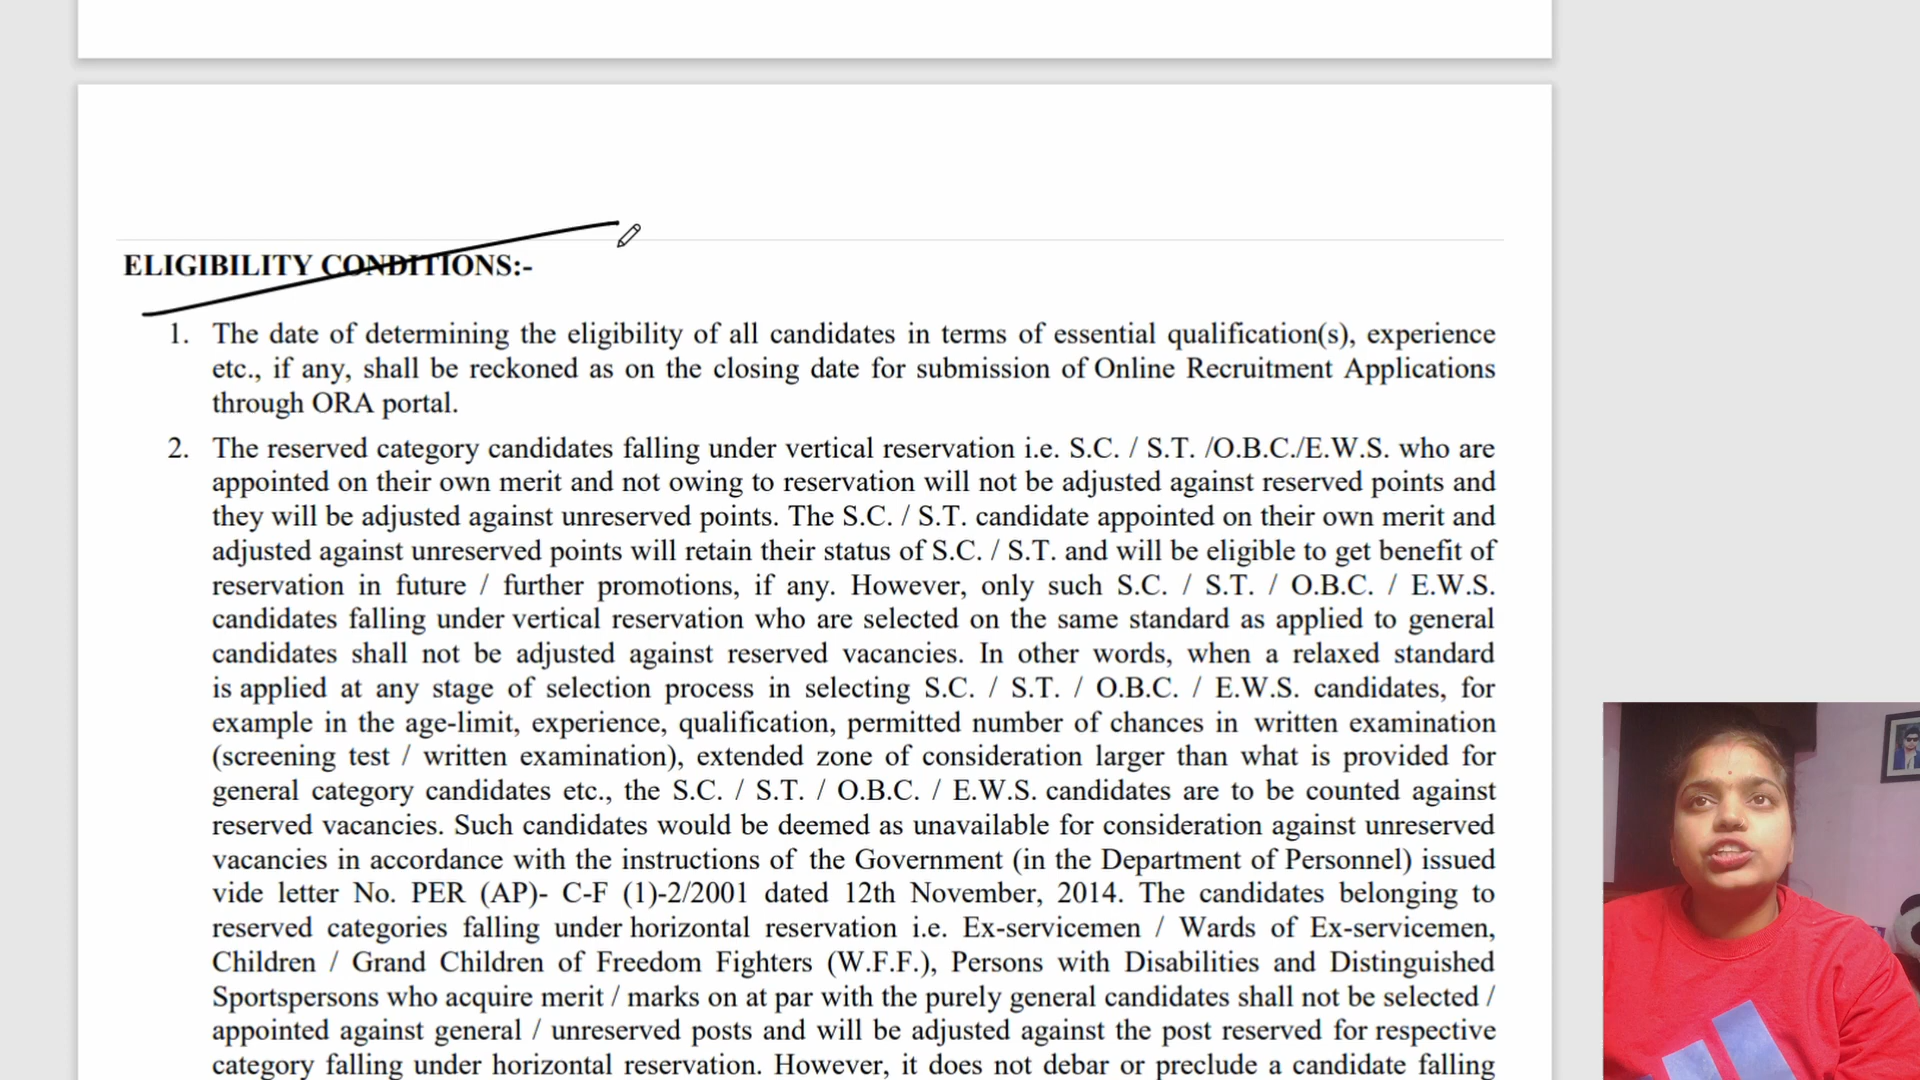 ELIGIBILITY CONDITIONS:-
1. The date of determining the eligibility of all candidates in terms of essential qualification(s), experience
etc., if any, shall be reckoned as on the closing date for submission of Online Recruitment Applications
through ORA portal.
2. The reserved category candidates falling under vertical reservation i.e. S.C. / S.T. /O.B.C./E.W.S. who are
appointed on their own merit and not owing to reservation will not be adjusted against reserved points and
they will be adjusted against unreserved points. The S.C. / S.T. candidate appointed on their own merit and
adjusted against unreserved points will retain their status of S.C. / S.T. and will be eligible to get benefit of
reservation in future / further promotions, if any. However, only such S.C. / S.T. / O.B.C. / E.W.S.
candidates falling under vertical reservation who are selected on the same standard as applied to general
candidates shall not be adjusted against reserved vacancies. In other words, when a relaxed standard
is applied at any stage of selection process in selecting S.C. / S.T. / O.B.C. / E.W.S. candidates, for
example in the age-limit, experience, qualification, permitted number of chances in written examination
(screening test / written examination), extended zone of consideration larger than what is provided for
general category candidates etc., the S.C. / S.T. / O.B.C. / E.W.S. candidates are to be counted against
reserved vacancies. Such candidates would be deemed as unavailable for consideration against unreserved
vacancies in accordance with the instructions of the Government (in the Department of Personnel) issued
vide letter No. PER (AP)- C-F (1)-2/2001 dated 12th November, 2014. The candidates belonging to
reserved categories falling under horizontal reservation i.e. Ex-servicemen / Wards of Ex-servicemen,
Children / Grand Children of Freedom Fighters (W.F.F.), Persons with Disabilities and Distinguished
Sportspersons who acquire merit / marks on at par with the purely general candidates shall not be selected /
appointed against general / unreserved posts and will be adjusted against the post reserved for respective
category falling under horizontal reservation. However, it does not debar or preclude a candidate falling